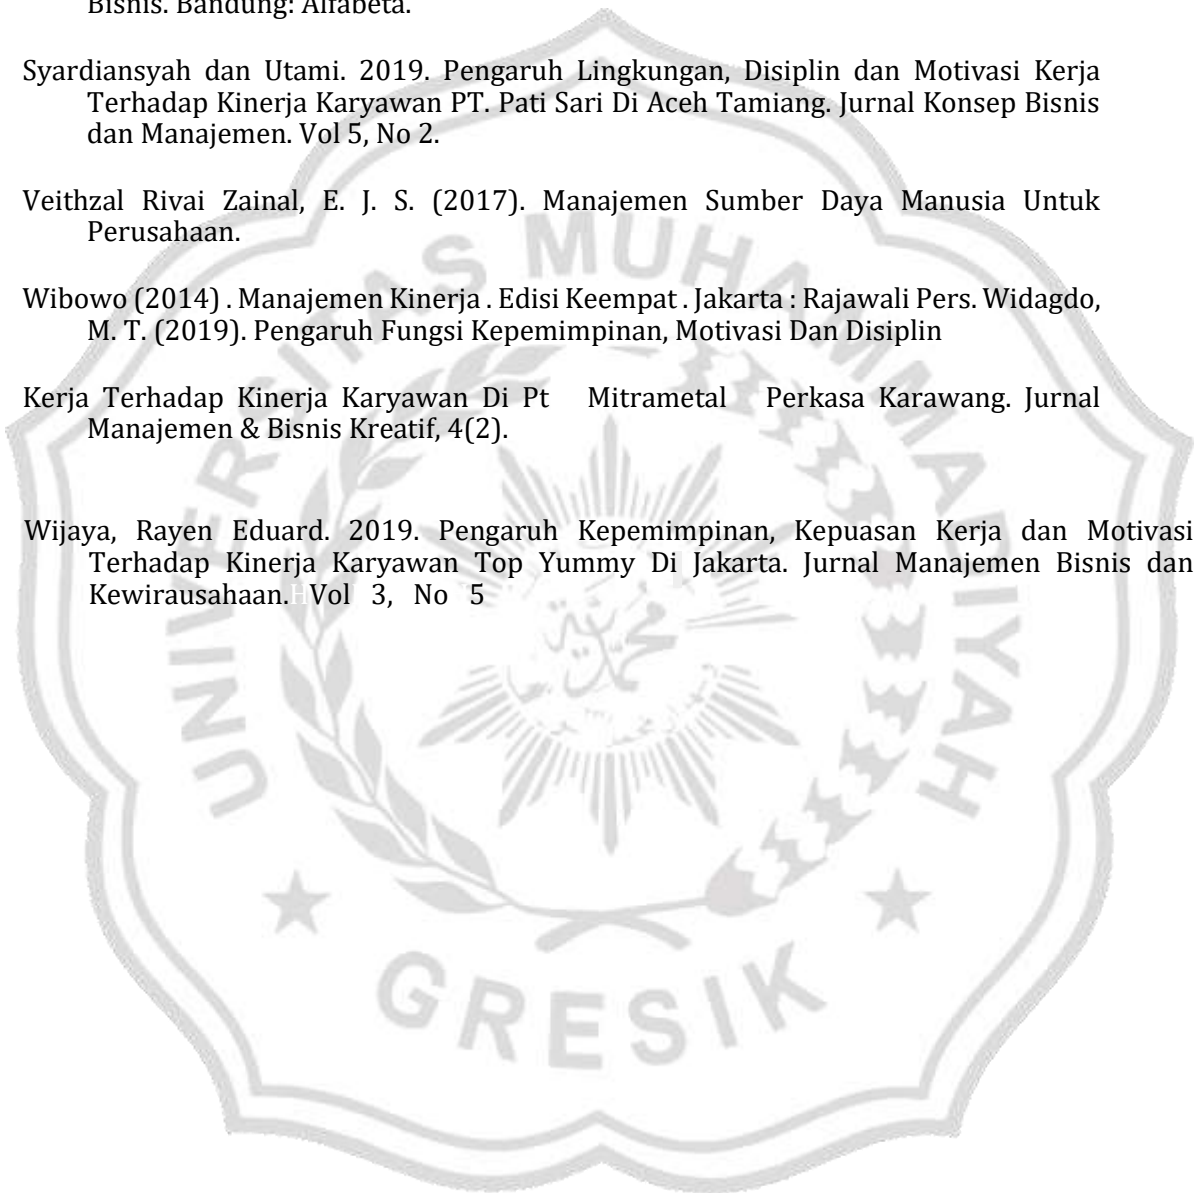 Bisnis. Bandung: Alfabeta.
Syardiansyah dan Utami. 2019. Pengaruh Lingkungan, Disiplin dan Motivasi Kerja
Terhadap Kinerja Karyawan PT. Pati Sari Di Aceh Tamiang. Jurnal Konsep Bisnis
dan Manajemen. Vol 5, No 2.
Veithzal Rivai Zainal, E. J. S. (2017). Manajemen Sumber Daya Manusia Untuk
Perusahaan.
Wibowo (2014) . Manajemen Kinerja . Edisi Keempat . Jakarta : Rajawali Pers. Widagdo,
M. T. (2019). Pengaruh Fungsi Kepemimpinan, Motivasi Dan Disiplin
Kerja Terhadap Kinerja Karyawan Di Pt Mitrametal Perkasa Karawang. Jurnal
Manajemen & Bisnis Kreatif, 4(2).
Wijaya, Rayen Eduard. 2019. Pengaruh Kepemimpinan, Kepuasan Kerja dan Motivasi
Terhadap Kinerja Karyawan Top Yummy Di Jakarta. Jurnal Manajemen Bisnis dan
Kewirausahaan. Vol 3, No 5
UNIVERSITAS MUHAMMADIYAH
GRESIK